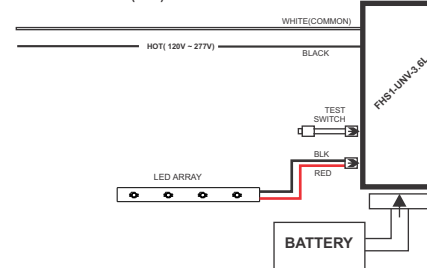 WHITE(COMMON)
HOT( 120V ~ 277V)
BLACK
FHS1-UNV-3.6L
TEST
SWITCH
BLK
RED
LED ARRAY
BATTERY